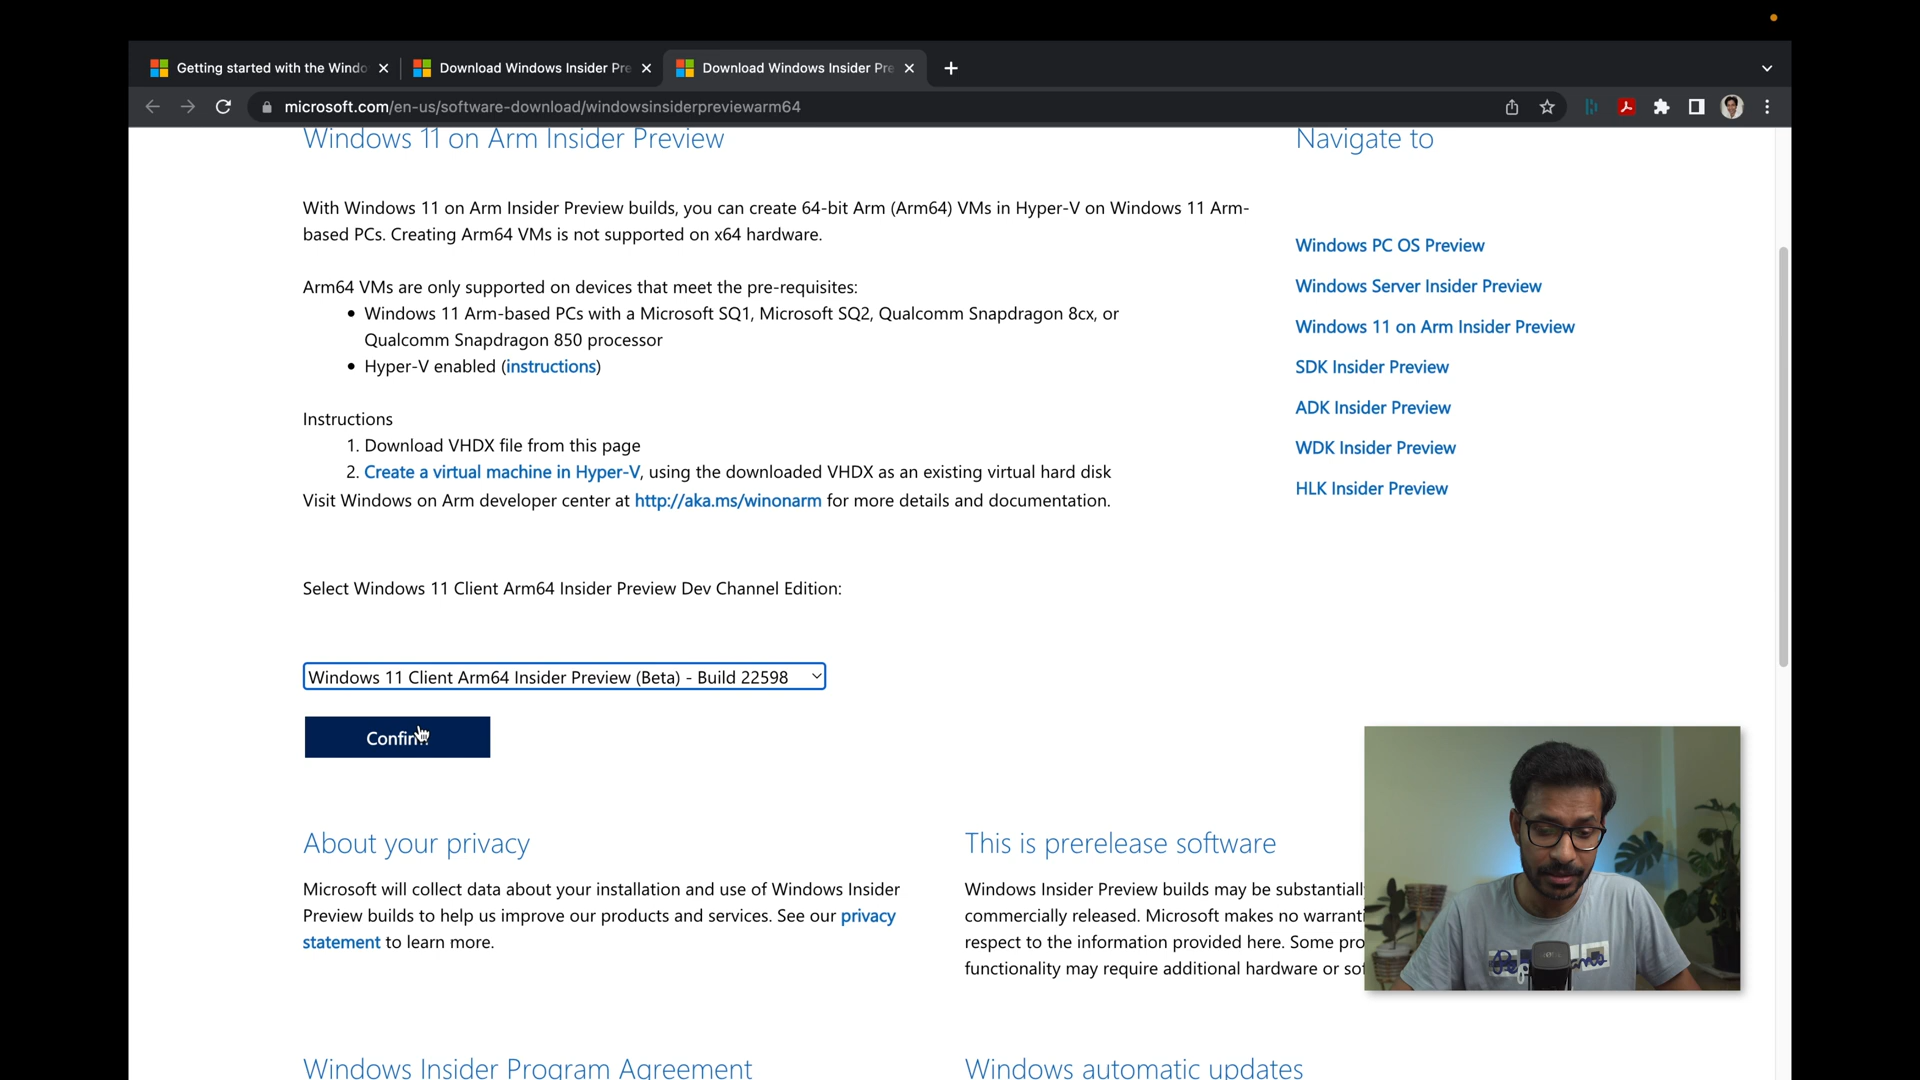 Getting started with the Windo
Download Windows Insider Pre
Download Windows Insider Pre
microsoft.com/en-us/software-download/windowsinsiderpreviewarm64
Windows 11 on Arm Insider Preview
With Windows 11 on Arm Insider Preview builds, you can create 64-bit Arm (Arm64) VMs in Hyper-V on Windows 11 Arm-
based PCs. Creating Arm64 VMs is not supported on x64 hardware.
Arm64 VMs are only supported on devices that meet the pre-requisites:
• Windows 11 Arm-based PCs with a Microsoft SQ1, Microsoft SQ2, Qualcomm Snapdragon 8cx, or
Qualcomm Snapdragon 850 processor
• Hyper-V enabled (instructions)
Instructions
1. Download VHDX file from this page
2. Create a virtual machine in Hyper-V, using the downloaded VHDX as an existing virtual hard disk
Visit Windows on Arm developer center at http://aka.ms/winonarm for more details and documentation.
Select Windows 11 Client Arm64 Insider Preview Dev Channel Edition:
Windows 11 Client Arm64 Insider Preview (Beta) - Build 22598
Confirm
Navigate to
Windows PC OS Preview
Windows Server Insider Preview
Windows 11 on Arm Insider Preview
SDK Insider Preview
ADK Insider Preview
WDK Insider Preview
HLK Insider Preview
About your privacy
Microsoft will collect data about your installation and use of Windows Insider
Preview builds to help us improve our products and services. See our privacy
statement to learn more.
This is prerelease software
Windows Insider Preview builds may be substantiall
commercially released. Microsoft makes no warranti
respect to the information provided here. Some pro
functionality may require additional hardware or so
Windows Insider Program Agreement
Windows automatic updates